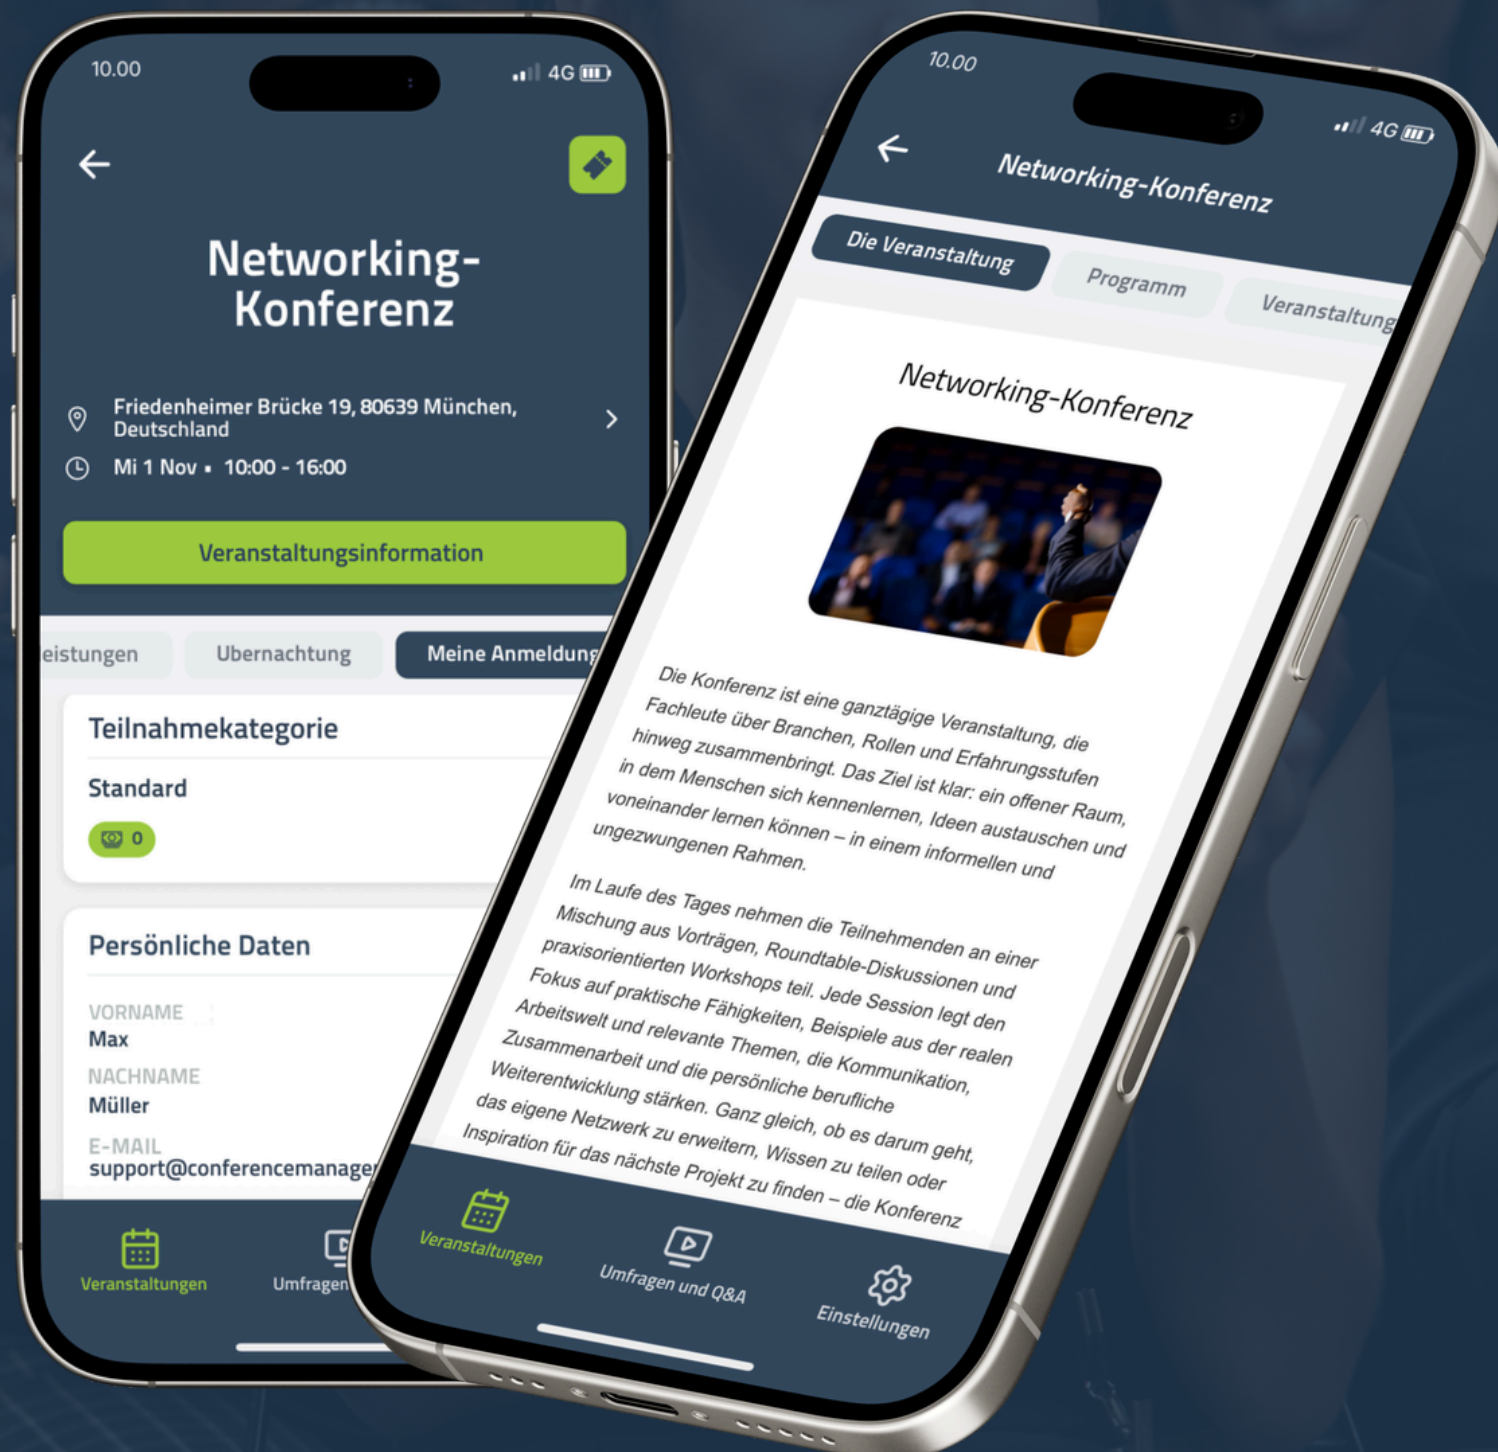 10.00
4G
Networking-
Konferenz
Friedenheimer Brücke 19, 80639 München,
Deutschland
Mi 1 Nov • 10:00 - 16:00
Veranstaltungsinformation
eistungen
Ubernachtung
Meine Anmeldung
Teilnahmekategorie
Standard
0
Persönliche Daten
VORNAME
Max
NACHNAME
Müller
E-MAIL
support@conferencemanager
Veranstaltungen
Umfragen
10.00
4G
Networking-Konferenz
Die Veranstaltung
Programm
Veranstaltung
Networking-Konferenz
Die Konferenz ist eine ganztägige Veranstaltung, die
Fachleute über Branchen, Rollen und Erfahrungsstufen
hinweg zusammenbringt. Das Ziel ist klar: ein offener Raum,
in dem Menschen sich kennenlernen, Ideen austauschen und
voneinander lernen können – in einem informellen und
ungezwungenen Rahmen.
Im Laufe des Tages nehmen die Teilnehmenden an einer
Mischung aus Vorträgen, Roundtable-Diskussionen und
praxisorientierten Workshops teil. Jede Session legt den
Fokus auf praktische Fähigkeiten, Beispiele aus der realen
Arbeitswelt und relevante Themen, die Kommunikation,
Zusammenarbeit und die persönliche berufliche
Weiterentwicklung stärken. Ganz gleich, ob es darum geht,
das eigene Netzwerk zu erweitern, Wissen zu teilen oder
Inspiration für das nächste Projekt zu finden – die Konferenz
Veranstaltungen
Umfragen und Q&A
Einstellungen